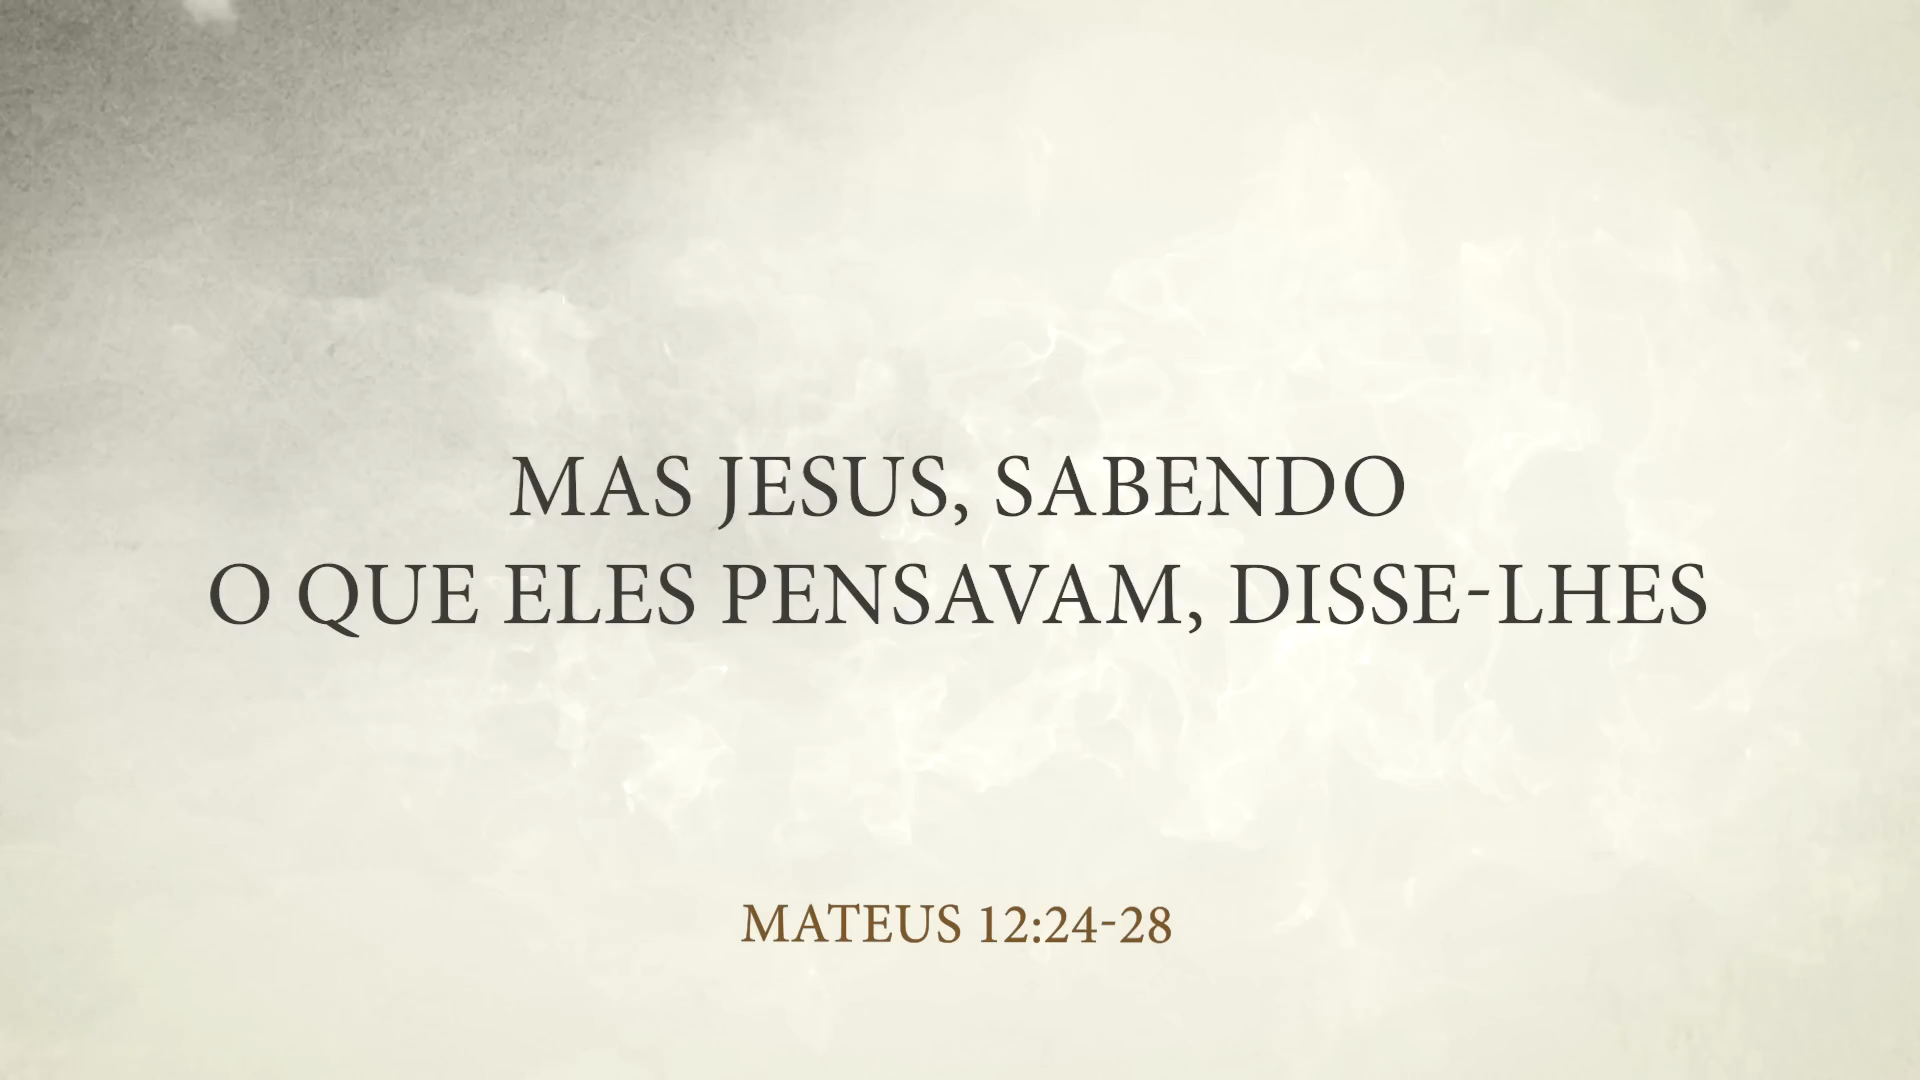 MAS JESUS, SABENDO
O QUE ELES PENSAVAM, DISSE-LHES
MATEUS 12:24-28